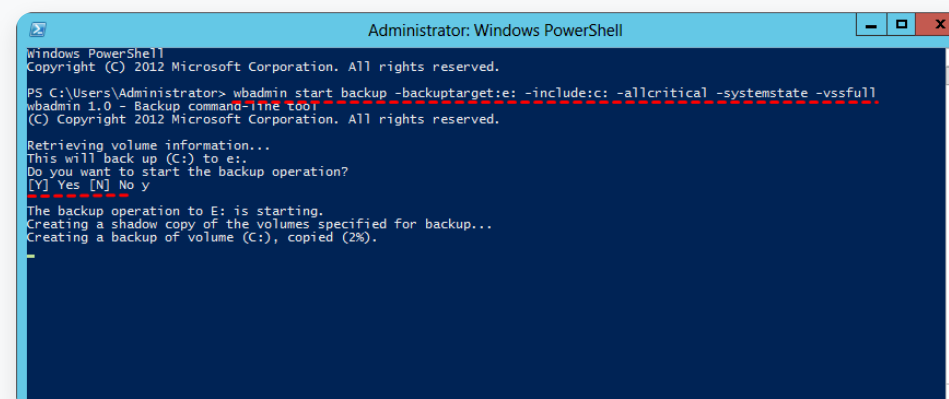 Administrator: Windows PowerShell
Windows PowerShell
Copyright (C) 2012 Microsoft Corporation. All rights reserved.
PS C:\Users\Administrator> wbadmin start backup -backuptarget:e: -include:c: -allcritical -systemstate -vssfull
wbadmin 1.0 - Backup command-line tool
(C) Copyright 2012 Microsoft Corporation. All rights reserved.
Retrieving volume information...
This will back up (C:) to e:.
Do you want to start the backup operation?
[Y] Yes [N] No y
The backup operation to E: is starting.
Creating a shadow copy of the volumes specified for backup...
Creating a backup of volume (C:), copied (2%).